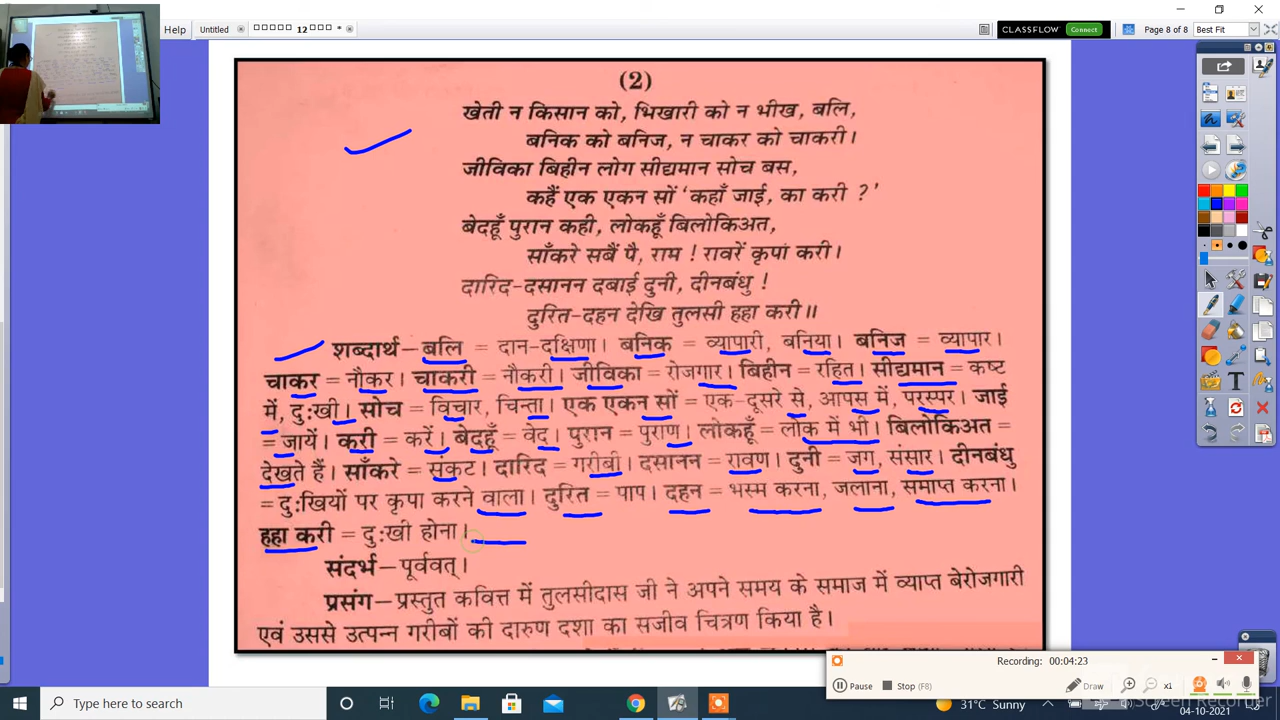 Help
Untitled
12 *
CLASSFLOW
Connect
Page 8 of 8
Best Fit
(2)
खेती न किसान को, भिखारी को न भीख, बलि,
बनिक को बनिज, न चाकर को चाकरी।
जीविका बिहीन लोग सीद्यमान सोच बस,
कहैं एक एकन सों ‘कहाँ जाई, का करी ?’
बेदहूँ पुरान कही, लोकहूँ बिलोकिअत,
साँकरे सबैं पै, राम ! रावरें कृपां करी।
दारिद-दसानन दबाई दुनी, दीनबंधु !
दुरित-दहन देखि तुलसी हहा करी॥
शब्दार्थ–बलि = दान-दक्षिणा। बनिक = व्यापारी, बनिया। बनिज = व्यापार।
चाकर = नौकर। चाकरी = नौकरी। जीविका = रोजगार। बिहीन = रहित। सीद्यमान = कष्ट
में, दुःखी। सोच = विचार, चिन्ता। एक एकन सों = एक-दूसरे से, आपस में, परस्पर। जाई
= जायें। करी = करें। बेदहूँ = वेद। पुरान = पुराण। लोकहूँ = लोक में भी। बिलोकिअत =
देखते हैं। साँकरे = संकट। दारिद = गरीबी। दसानन = रावण। दुनी = जग, संसार। दीनबंधु
= दुःखियों पर कृपा करने वाला। दुरित = पाप। दहन = भस्म करना, जलाना, समाप्त करना।
हहा करी = दुःखी होना।
संदर्भ–पूर्ववत्।
प्रसंग–प्रस्तुत कवित्त में तुलसीदास जी ने अपने समय के समाज में व्याप्त बेरोजगारी
एवं उससे उत्पन्न गरीबों की दारुण दशा का सजीव चित्रण किया है।
Recording: 00:04:23
Pause
Stop (F8)
Draw
x1
Type here to search
31°C Sunny
04-10-2021
Screen Recorder